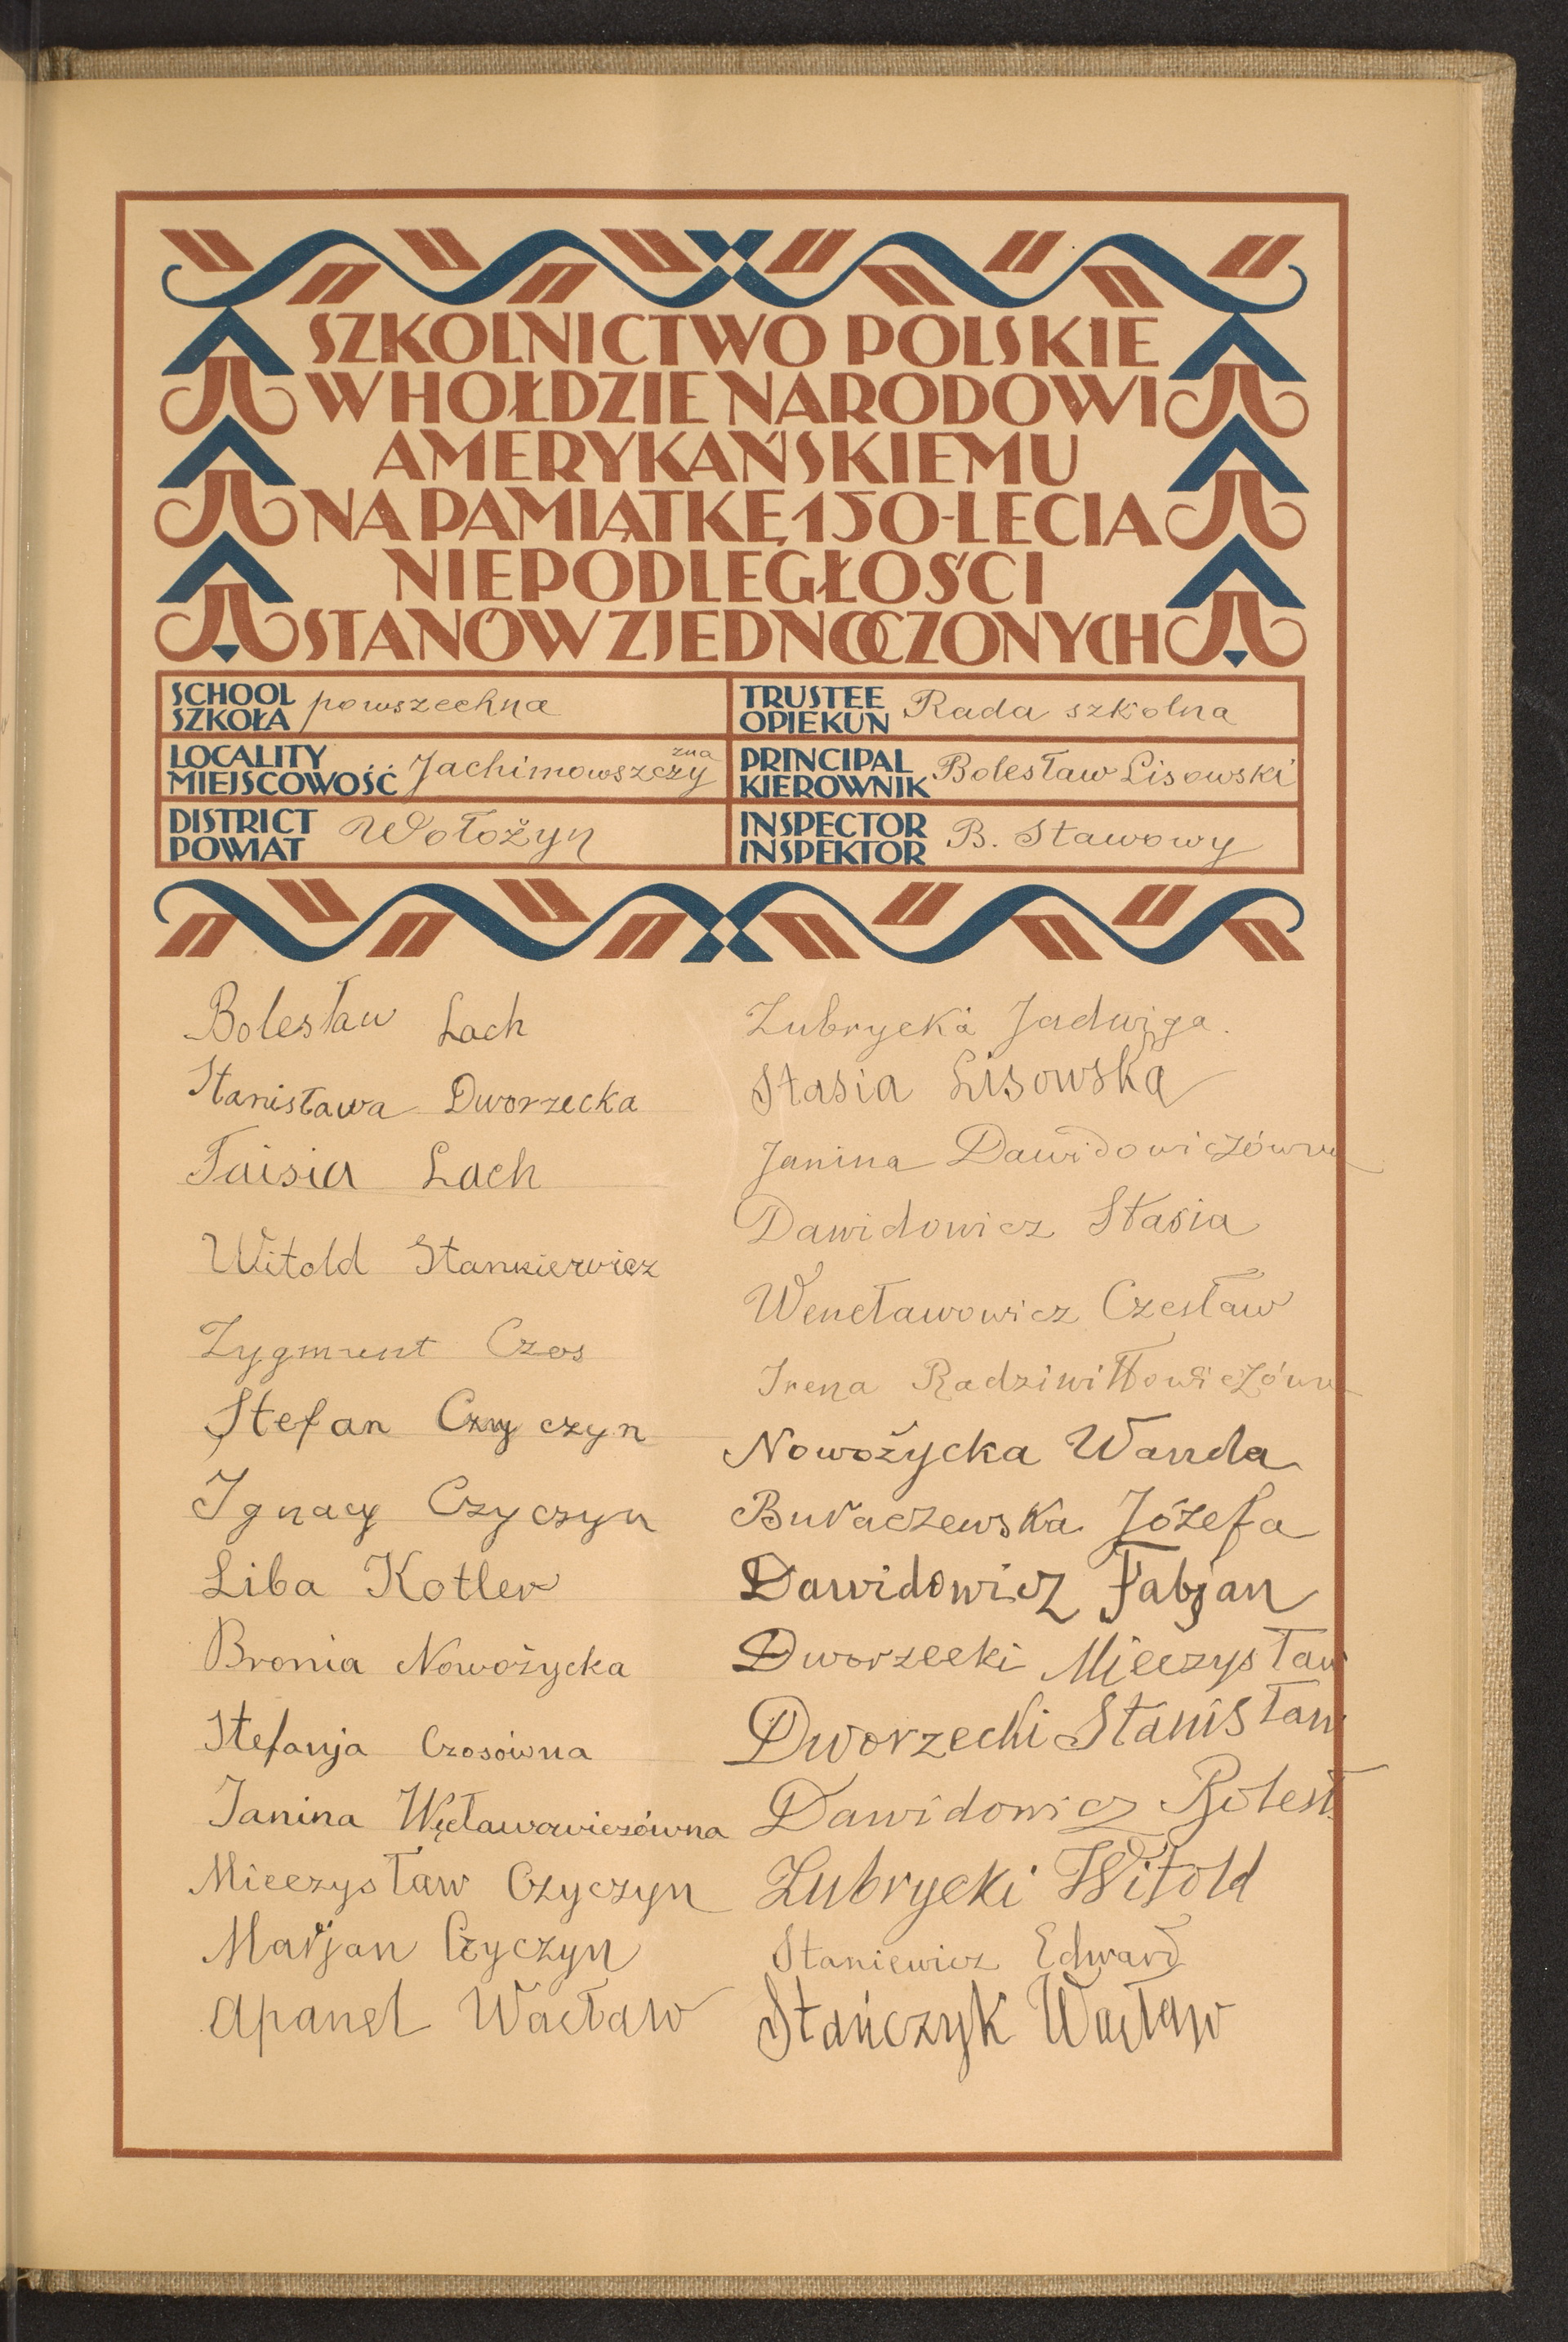 SZKOLNICTWO POLSKIE
W HOŁDZIE NARODOWI
AMERYKAŃSKIEMU
NA PAMIĄTKĘ 150-LECIA
NIEPODLEGŁOŚCI
STANÓW ZJEDNOCZONYCH
SCHOOL
SZKOŁA powszechna
TRUSTEE
OPIEKUN Rada szkolna
LOCALITY
MIEJSCOWOŚĆ Jachimowszczyzna
PRINCIPAL
KIEROWNIK Bolesław Lisowski
DISTRICT
POWIAT Wołożyn
INSPECTOR
INSPEKTOR B. Stawowy
Bolesław Lach
Stanisława Dworzecka
Taisia Lach
Witold Stankiewicz
Zygmunt Czos
Stefan Czyczyn
Ignacy Czyczyn
Liba Kotler
Bronia Nowożycka
Stefanja Czosówna
Janina Węcławowiczówna
Mieczysław Czyczyn
Marjan Czyczyn
Apanel Wacław
Zubrycka Jadwiga.
Stasia Lisowska
Janina Dawidowiczówna
Dawidowicz Stasia
Wencławowicz Czesław
Irena Radziwiłłowiczówna
Nowożycka Wanda
Buraczewska Józefa
Dawidowicz Fabjan
Dworzecki Mieczysław
Dworzecki Stanisław
Dawidowicz Bolesł.
Zubrycki Witold
Staniewicz Edward
Stańczyk Wacław